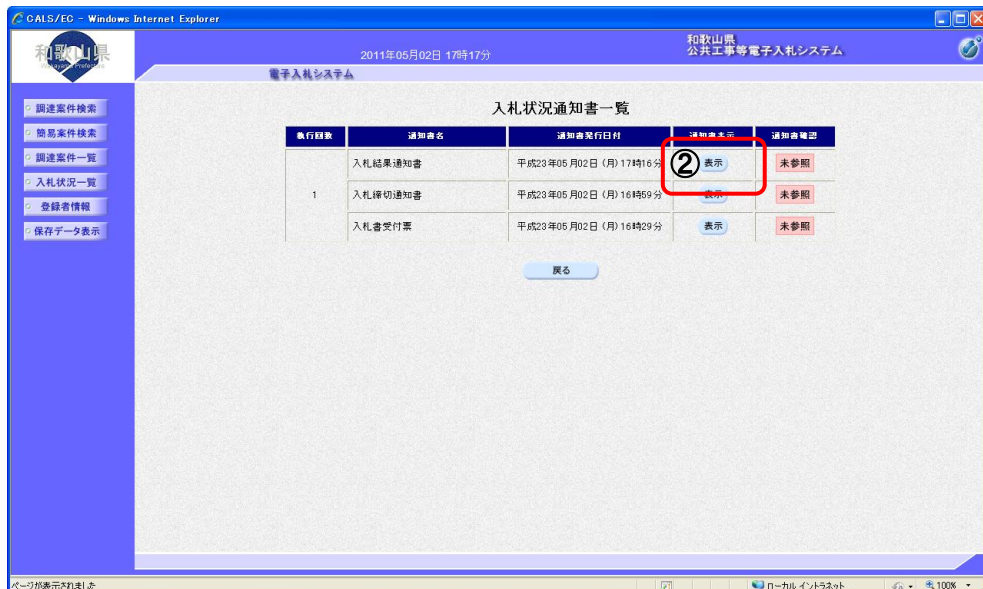 CALS/EC - Windows Internet Explorer
和歌山県
Wakayama Prefecture
2011年05月02日 17時17分
和歌山県
公共工事等電子入札システム
電子入札システム
調達案件検索
簡易案件検索
調達案件一覧
入札状況一覧
登録者情報
保存データ表示
入札状況通知書一覧
執行回数 通知書名 通知書発行日付 通知書表示 通知書確認
入札結果通知書 平成23年05月02日 (月) 17時16分 ② 表示 未参照
1 入札締切通知書 平成23年05月02日 (月) 16時59分 表示 未参照
入札書受付票 平成23年05月02日 (月) 16時29分 表示 未参照
戻る
ページが表示されました
ローカル イントラネット
100%